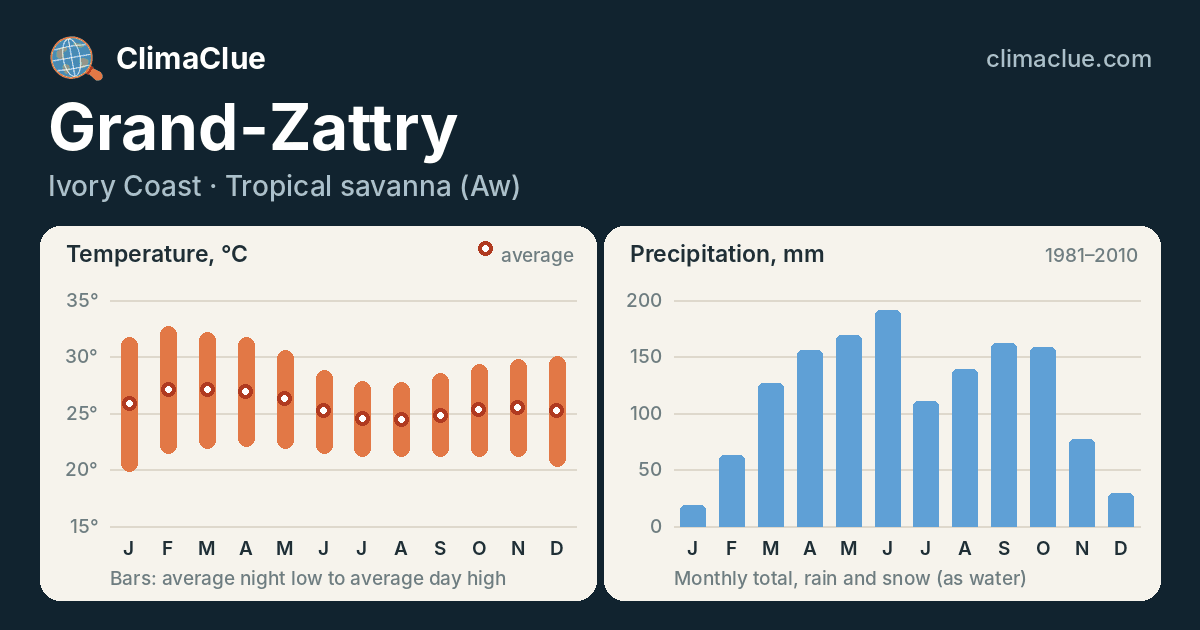 ClimaClue
climaclue.com
Grand-Zattry
Ivory Coast · Tropical savanna (Aw)
Temperature, °C
average
35°
30°
25°
20°
15°
J F M A M J J A S O N D
Bars: average night low to average day high
Precipitation, mm
1981–2010
200
150
100
50
0
J F M A M J J A S O N D
Monthly total, rain and snow (as water)